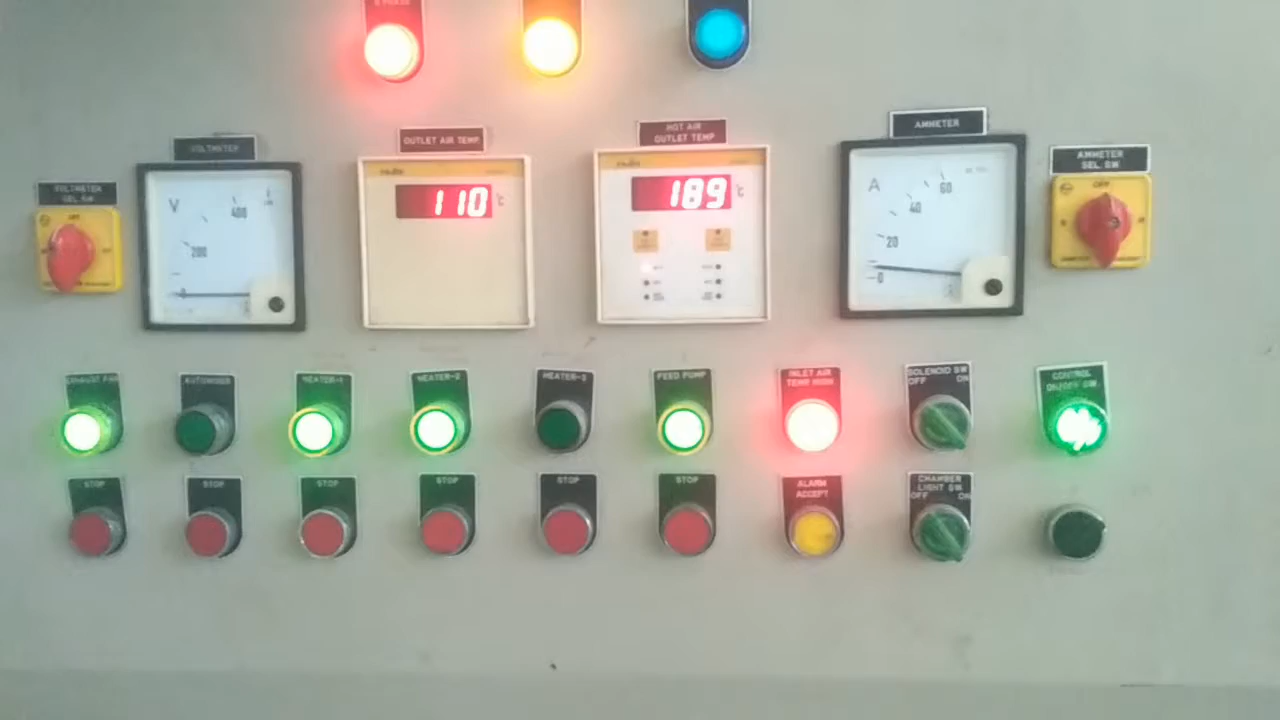 VOLTMETER
SEL. SW
OFF
VOLTMETER
V
400
200
0
OUTLET AIR TEMP.
110
°C
HOT AIR
OUTLET TEMP
189
°C
AMMETER
A
60
40
20
0
AMMETER
SEL. SW
OFF
EXHAUST FAN
ATOMISER
HEATER-1
HEATER-2
HEATER-3
FEED PUMP
INLET AIR
TEMP HIGH
SOLENOID SW
OFF ON
CONTROL
ON/OFF SW.
STOP
STOP
STOP
STOP
STOP
STOP
ALARM
ACCEPT
CHAMBER
LIGHT SW.
OFF ON